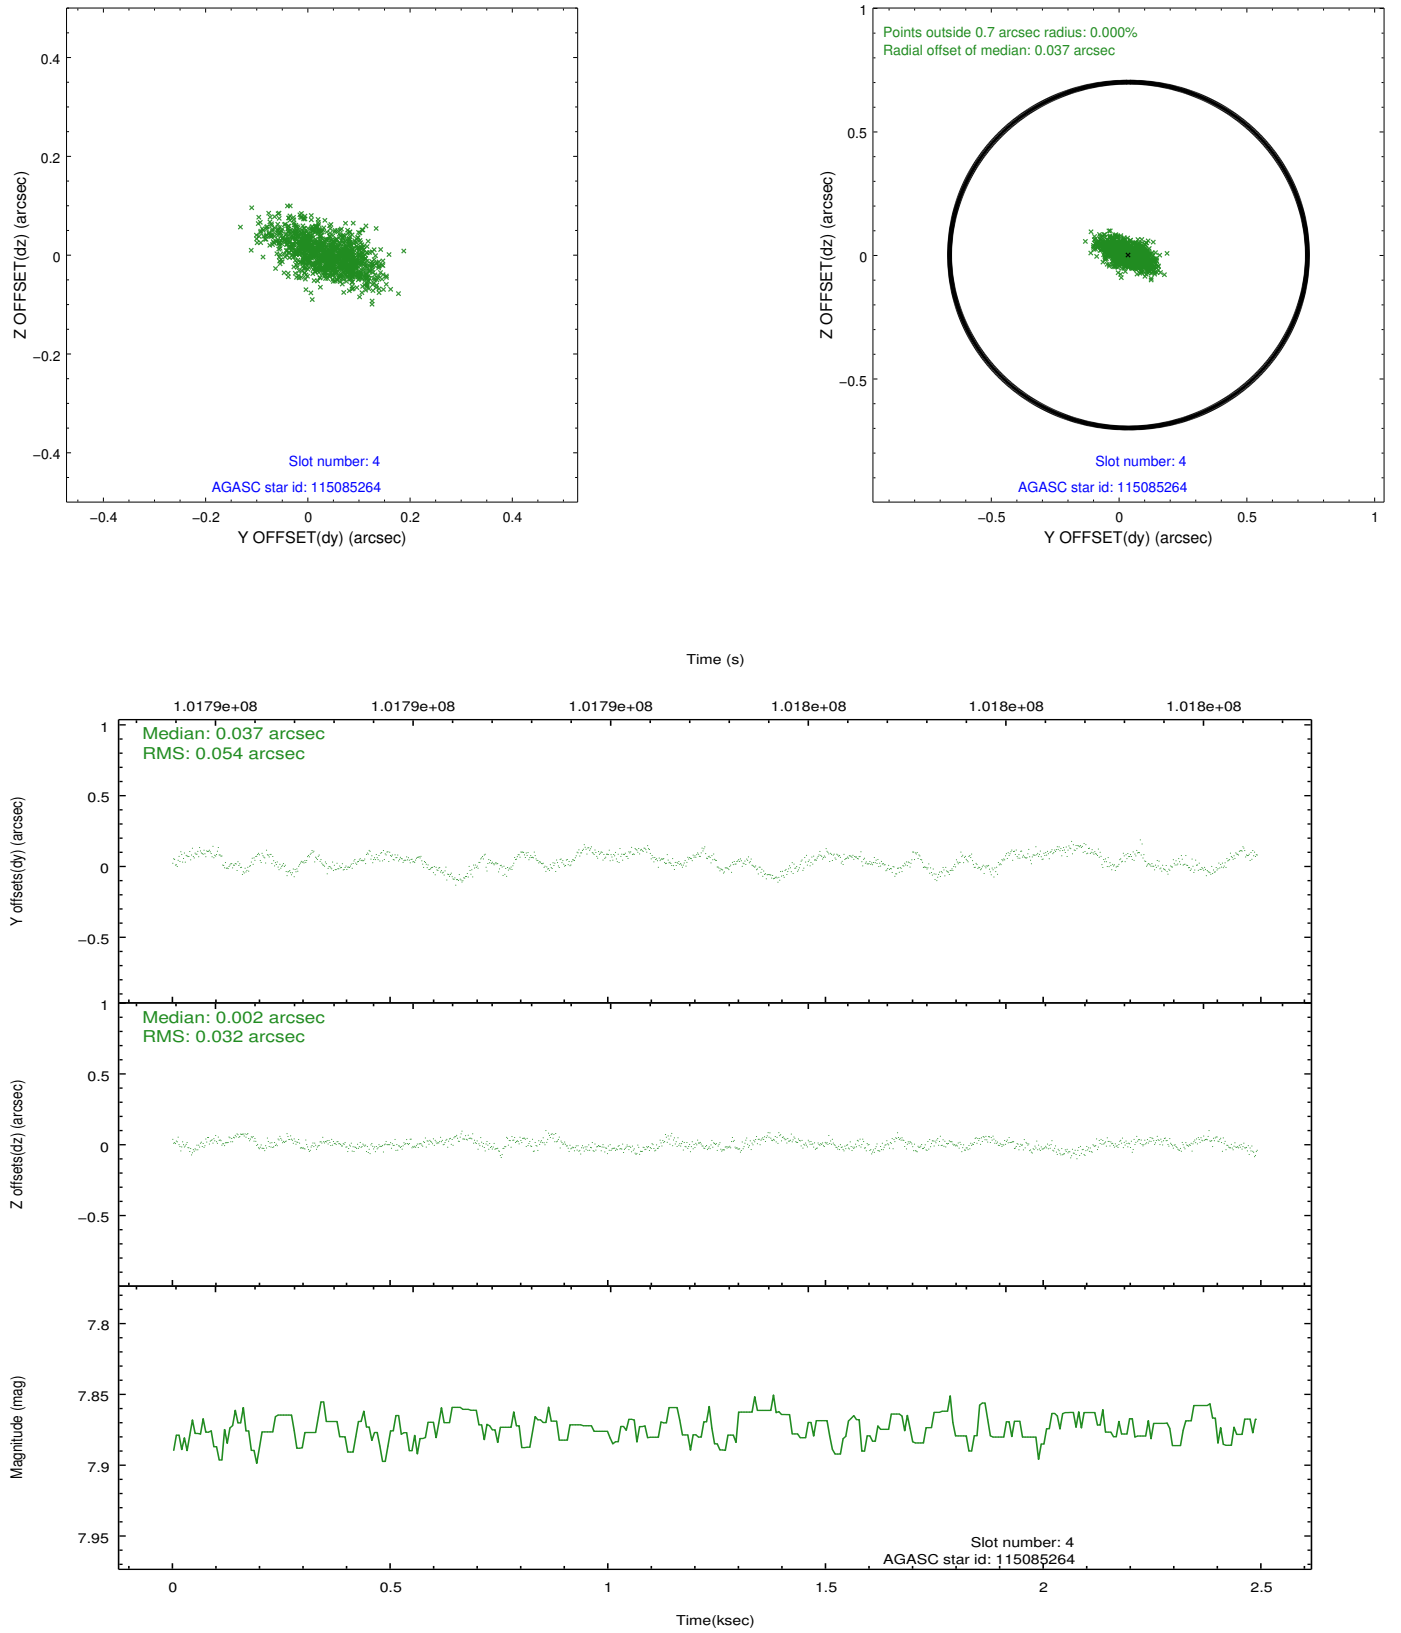 0.4
0.2
0
−0.2
−0.4
Z OFFSET(dz) (arcsec)
Slot number: 4
AGASC star id: 115085264
−0.4 −0.2 0 0.2 0.4
Y OFFSET(dy) (arcsec)
1
0.5
0
−0.5
Z OFFSET(dz) (arcsec)
Points outside 0.7 arcsec radius: 0.000%
Radial offset of median: 0.037 arcsec
Slot number: 4
AGASC star id: 115085264
−0.5 0 0.5 1
Y OFFSET(dy) (arcsec)
Time (s)
1.0179e+08 1.0179e+08 1.0179e+08 1.018e+08 1.018e+08 1.018e+08
Median: 0.037 arcsec
RMS: 0.054 arcsec
1
0.5
0
−0.5
Y offsets(dy) (arcsec)
Median: 0.002 arcsec
RMS: 0.032 arcsec
1
0.5
0
−0.5
Z offsets(dz) (arcsec)
7.8
7.85
7.9
7.95
Magnitude (mag)
Slot number: 4
AGASC star id: 115085264
0 0.5 1 1.5 2 2.5
Time(ksec)